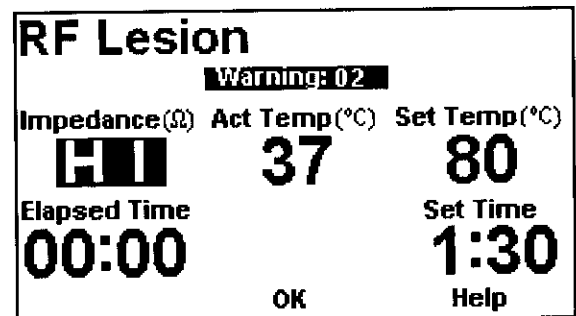 RF Lesion
Warning: 02
Impedance(Ω) Act Temp(°C) Set Temp(°C)
HI 37 80
Elapsed Time Set Time
00:00 1:30
OK Help